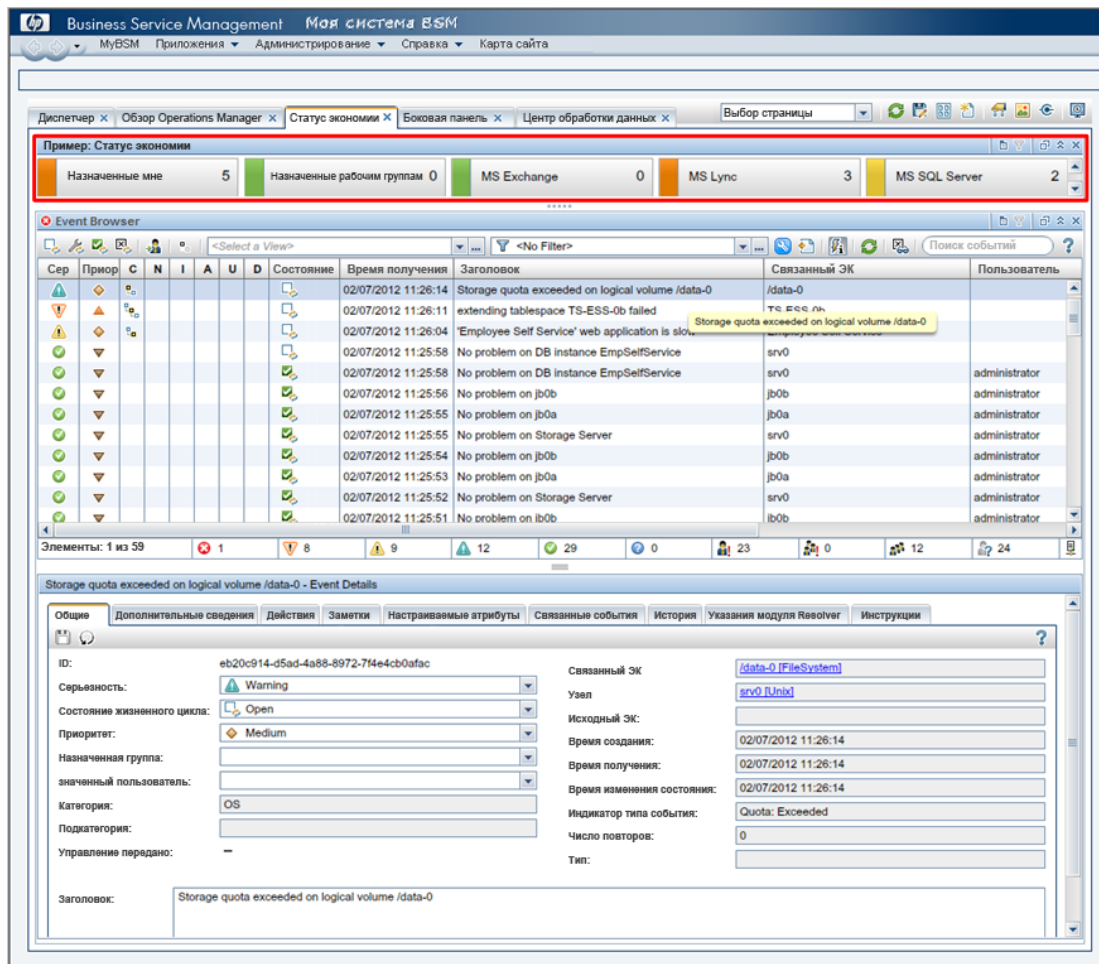 hp Business Service Management Моя система BSM
MyBSM Приложения Администрирование Справка Карта сайта
Диспетчер Обзор Operations Manager Статус экономии Боковая панель Центр обработки данных Выбор страницы
Пример: Статус экономии
Назначенные мне 5 Назначенные рабочим группам 0 MS Exchange 0 MS Lync 3 MS SQL Server 2
Event Browser
<Select a View> ... <No Filter> ... Поиск событий ?
Сер Приор C N I A U D Состояние Время получения Заголовок Связанный ЭК Пользователь
02/07/2012 11:26:14 Storage quota exceeded on logical volume /data-0 /data-0
02/07/2012 11:26:11 extending tablespace TS-ESS-0b failed TS-ESS-0b
Storage quota exceeded on logical volume /data-0
02/07/2012 11:26:04 'Employee Self Service' web application is slow Employee Self Service
02/07/2012 11:25:58 No problem on DB instance EmpSelfService srv0
02/07/2012 11:25:58 No problem on DB instance EmpSelfService srv0 administrator
02/07/2012 11:25:56 No problem on jb0b jb0b administrator
02/07/2012 11:25:55 No problem on jb0a jb0a administrator
02/07/2012 11:25:55 No problem on Storage Server srv0 administrator
02/07/2012 11:25:54 No problem on jb0b jb0b administrator
02/07/2012 11:25:53 No problem on jb0a jb0a administrator
02/07/2012 11:25:52 No problem on Storage Server srv0 administrator
02/07/2012 11:25:51 No problem on jb0b jb0b administrator
Элементы: 1 из 59 1 8 9 12 29 0 23 0 12 24
Storage quota exceeded on logical volume /data-0 - Event Details
Общие Дополнительные сведения Действия Заметки Настраиваемые атрибуты Связанные события История Указания модуля Resolver Инструкции
?
ID: eb20c914-d5ad-4a88-8972-7f4e4cb0afac
Серьезность: Warning
Состояние жизненного цикла: Open
Приоритет: Medium
Назначенная группа:
значенный пользователь:
Категория: OS
Подкатегория:
Управление передано: –
Связанный ЭК /data-0 [FileSystem]
Узел srv0 [Unix]
Исходный ЭК:
Время создания: 02/07/2012 11:26:14
Время получения: 02/07/2012 11:26:14
Время изменения состояния: 02/07/2012 11:26:14
Индикатор типа события: Quota: Exceeded
Число повторов: 0
Тип:
Заголовок: Storage quota exceeded on logical volume /data-0